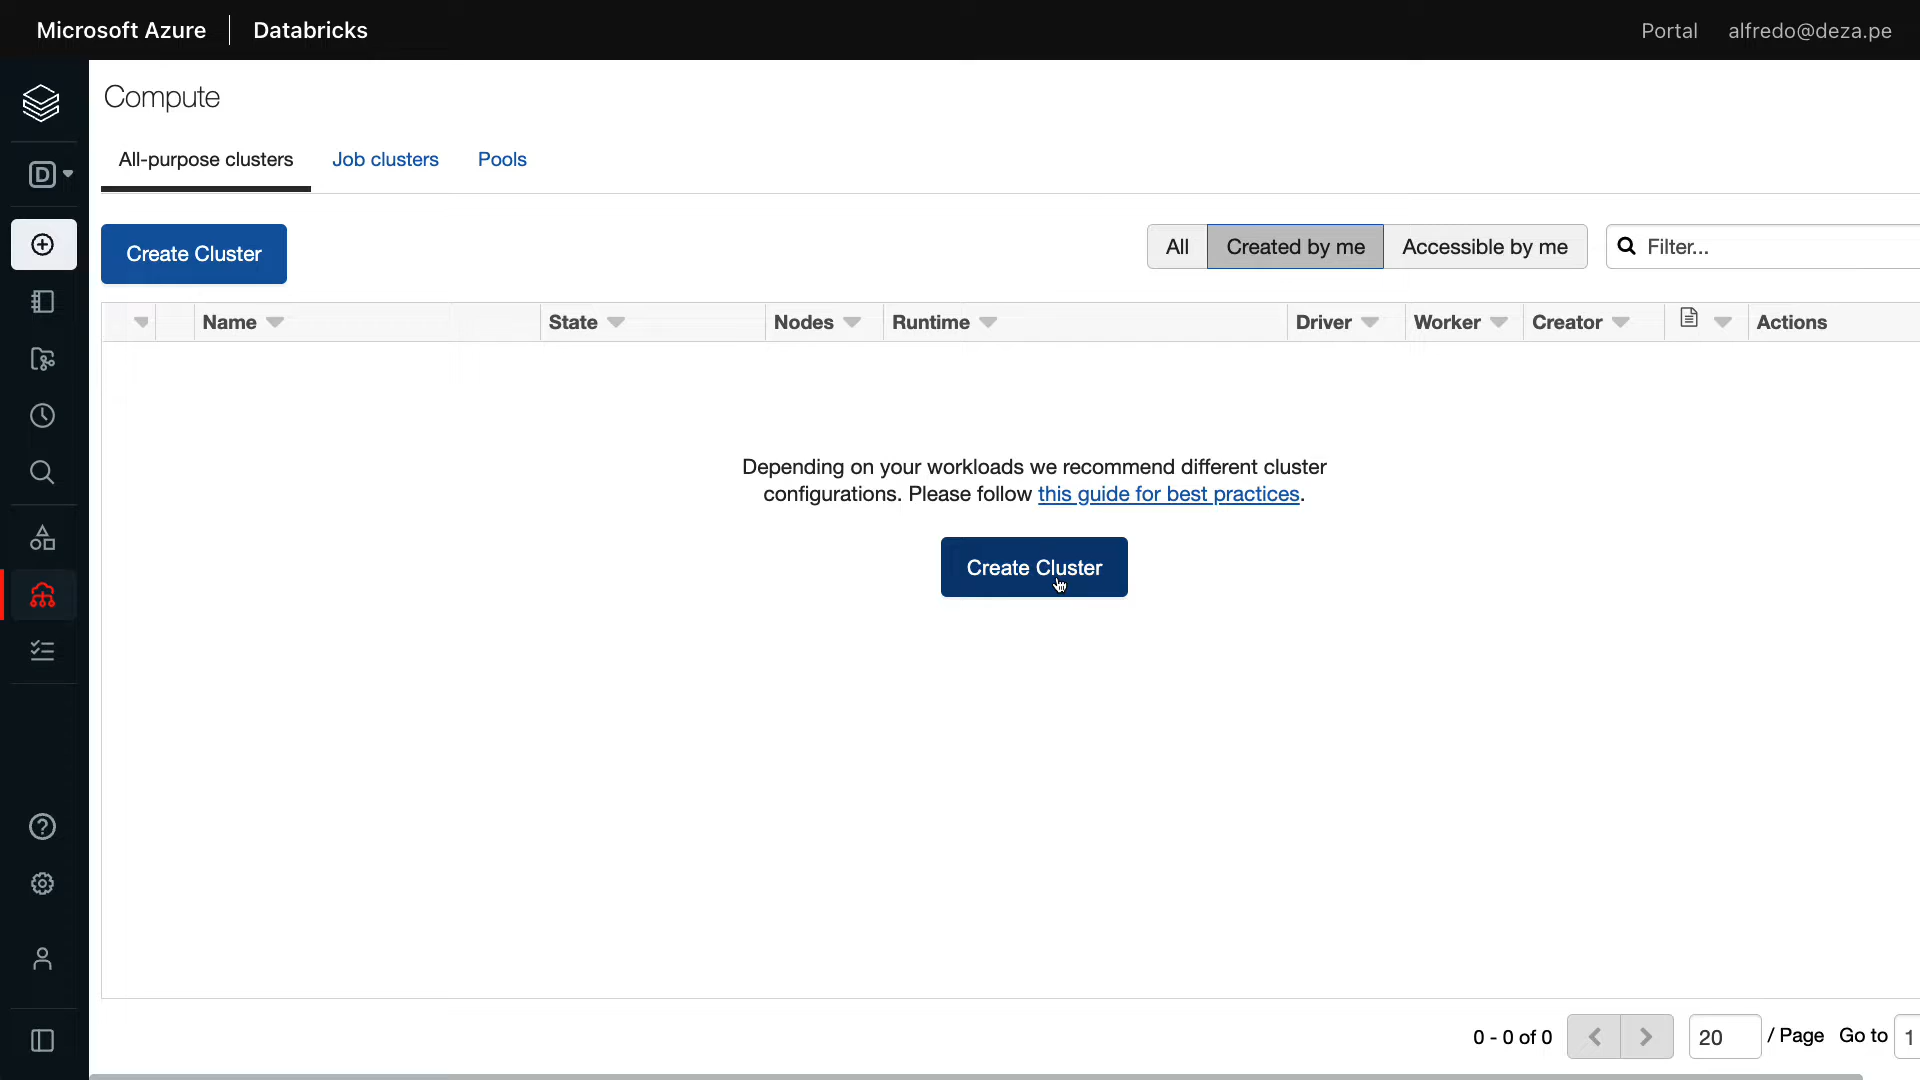 Microsoft Azure | Databricks
Portal alfredo@deza.pe
Compute
All-purpose clusters Job clusters Pools
D
Create Cluster
All Created by me Accessible by me Filter...
Name State Nodes Runtime Driver Worker Creator Actions
Depending on your workloads we recommend different cluster
configurations. Please follow this guide for best practices.
Create Cluster
0 - 0 of 0 20 / Page Go to 1